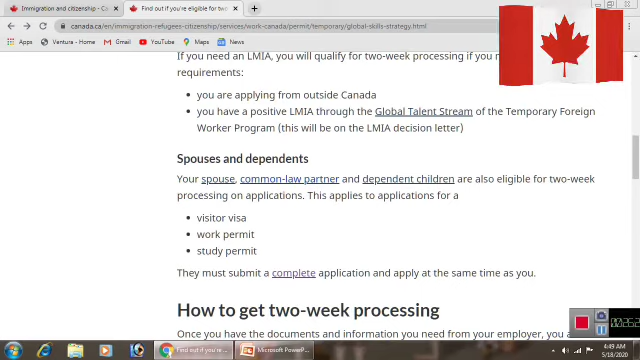 Immigration and citizenship - C
Find out if you're eligible for two
canada.ca/en/immigration-refugees-citizenship/services/work-canada/permit/temporary/global-skills-strategy.html
Apps
Ventura - Home
Gmail
YouTube
Maps
Eligible
News
If you need an LMIA, you will qualify for two-week processing if you
requirements:
you are applying from outside Canada
you have a positive LMIA through the Global Talent Stream of the Temporary Foreign
Worker Program (this will be on the LMIA decision letter)
Spouses and dependents
Your spouse, common-law partner and dependent children are also eligible for two-week
processing on applications. This applies to applications for a
visitor visa
work permit
study permit
They must submit a complete application and apply at the same time as you.
How to get two-week processing
Once you have the documents and information you need from your employer, you
Find out if you're e...
Microsoft PowerP...
4:49 AM
5/18/2020